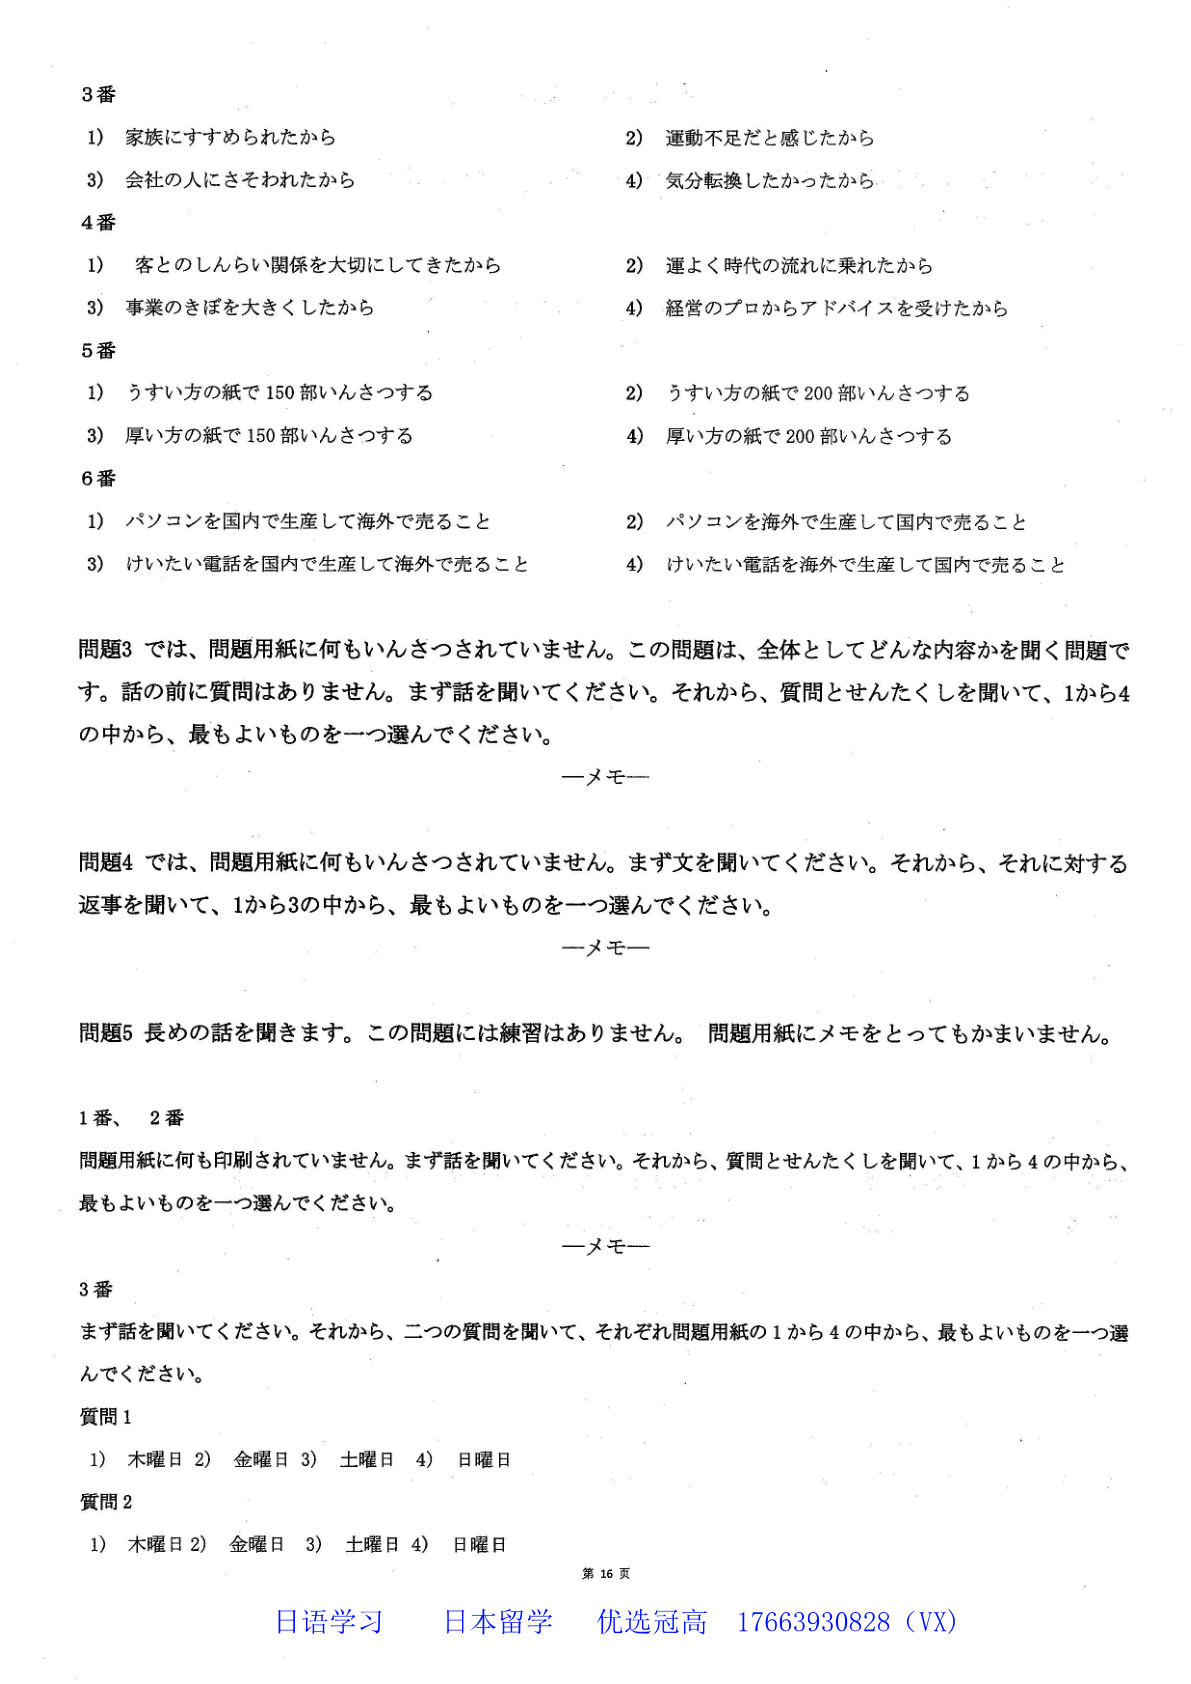 3番
1) 家族にすすめられたから 2) 運動不足だと感じたから
3) 会社の人にさそわれたから 4) 気分転換したかったから
4番
1) 客とのしんらい関係を大切にしてきたから 2) 運よく時代の流れに乗れたから
3) 事業のきぼを大きくしたから 4) 経営のプロからアドバイスを受けたから
5番
1) うすい方の紙で150部いんさつする 2) うすい方の紙で200部いんさつする
3) 厚い方の紙で150部いんさつする 4) 厚い方の紙で200部いんさつする
6番
1) パソコンを国内で生産して海外で売ること 2) パソコンを海外で生産して国内で売ること
3) けいたい電話を国内で生産して海外で売ること 4) けいたい電話を海外で生産して国内で売ること
問題3 では、問題用紙に何もいんさつされていません。この問題は、全体としてどんな内容かを聞く問題で
す。話の前に質問はありません。まず話を聞いてください。それから、質問とせんたくしを聞いて、1から4
の中から、最もよいものを一つ選んでください。
―メモ―
問題4 では、問題用紙に何もいんさつされていません。まず文を聞いてください。それから、それに対する
返事を聞いて、1から3の中から、最もよいものを一つ選んでください。
―メモ―
問題5 長めの話を聞きます。この問題には練習はありません。 問題用紙にメモをとってもかまいません。
1番、 2番
問題用紙に何も印刷されていません。まず話を聞いてください。それから、質問とせんたくしを聞いて、1から4の中から、
最もよいものを一つ選んでください。
―メモ―
3番
まず話を聞いてください。それから、二つの質問を聞いて、それぞれ問題用紙の1から4の中から、最もよいものを一つ選
んでください。
質問1
1) 木曜日 2) 金曜日 3) 土曜日 4) 日曜日
質問2
1) 木曜日 2) 金曜日 3) 土曜日 4) 日曜日
第 16 页
日语学习 日本留学 优选冠高 17663930828（VX）